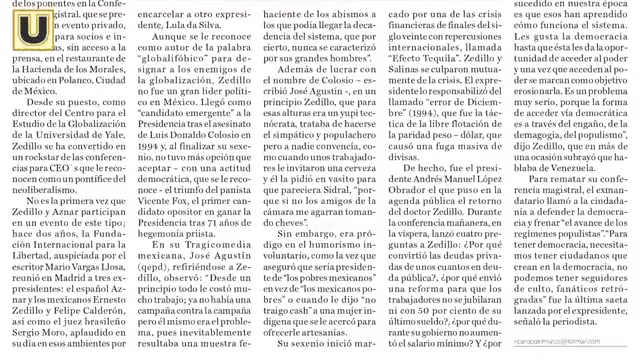 de los ponentes en la Confe-
gistral, que se pre-
n evento privado,
para socios e in-
as, sin acceso a la
prensa, en el restaurante de
la Hacienda de los Morales,
ubicado en Polanco, Ciudad
de México.
Desde su puesto, como
director del Centro para el
Estudio de la Globalización
de la Universidad de Yale,
Zedillo se ha convertido en
un rockstar de las conferen-
cias para CEO´s que le reco-
nocen como un pontífice del
neoliberalismo.
No es la primera vez que
Zedillo y Aznar participan
en un evento de este tipo;
hace dos años, la Funda-
ción Internacional para la
Libertad, auspiciada por el
escritor Mario Vargas Llosa,
reunió en Madrid a tres ex-
presidentes: el español Az-
nar y los mexicanos Ernesto
Zedillo y Felipe Calderón,
así como el juez brasileño
Sergio Moro, aplaudido en
su día en esos ambientes por
U
encarcelar a otro expresi-
dente, Lula da Silva.
Aunque se le reconoce
como autor de la palabra
"globalifóbico" para de-
signar a los enemigos de
la globalización, Zedillo
no fue un gran líder políti-
co en México. Llegó como
"candidato emergente" a la
Presidencia tras el asesinato
de Luis Donaldo Colosio en
1994 y, al finalizar su sexe-
nio, no tuvo más opción que
aceptar – con una actitud
democrática, que se le reco-
noce - el triunfo del panista
Vicente Fox, el primer can-
didato opositor en ganar la
Presidencia tras 71 años de
hegemonía priista.
En su Tragicomedia
mexicana, José Agustín
(qepd), refiriéndose a Ze-
dillo, observó: "Desde un
principio todo le costó mu-
cho trabajo; ya no había una
campaña contra la campaña
pero él mismo era el proble-
ma, pues inevitablemente
resultaba una muestra fe-
haciente de los abismos a
los que podía llegar la deca-
dencia del sistema, que por
cierto, nunca se caracterizó
por sus grandes hombres".
Además de lucrar con
el nombre de Colosio – es-
cribió José Agustín -, en un
principio Zedillo, que para
esas alturas era un yupi tec-
nócrata, trataba de hacerse
el simpático y populachero
pero a nadie convencía, co-
mo cuando unos trabajado-
res le invitaron una cerveza
y él la pidió en vasito para
que pareciera Sidral, "por-
que si no los amigos de la
cámara me agarran toman-
do cheves".
Sin embargo, era pró-
digo en el humorismo in-
voluntario, como la vez que
aseguró que sería presiden-
te de "los pobres mexicanos"
en vez de "los mexicanos po-
bres" o cuando le dijo "no
traigo cash" a una mujer in-
dígena que se le acercó para
ofrecerle artesanías.
Su sexenio inició mar-
cado por una de las crisis
financieras de finales del si-
glo veinte con repercusiones
internacionales, llamada
"Efecto Tequila". Zedillo y
Salinas se culparon mutua-
mente de la crisis. El expre-
sidente lo responsabilizó del
llamado "error de Diciem-
bre" (1994), que fue la tác-
tica de la libre flotación de
la paridad peso – dólar, que
causó una fuga masiva de
divisas.
De hecho, fue el presi-
dente Andrés Manuel López
Obrador el que puso en la
agenda pública el retorno
del doctor Zedillo. Durante
la conferencia mañanera, en
la víspera, lanzó cuatro pre-
guntas a Zedillo: ¿Por qué
convirtió las deudas priva-
das de unos cuantos en deu-
da pública?, ¿por qué envió
una reforma para que los
trabajadores no se jubilaran
ni con 50 por ciento de su
último sueldo?, ¿por qué du-
rante su gobierno no aumen-
tó el salario mínimo? Y ¿por
sucedido en nuestra época
es que esos han aprendido
cómo funciona el sistema.
Les gusta la democracia
hasta que ésta les da la opor-
tunidad de acceder al poder
y una vez que acceden al po-
der se marcan como objetivo
erosionarla. Es un problema
muy serio, porque la forma
de acceder vía democrática
es a través del engaño, de la
demagogia, del populismo",
dijo Zedillo, que en más de
una ocasión subrayó que ha-
blaba de Venezuela.
Para rematar su confe-
rencia magistral, el exman-
datario llamó a la ciudada-
nía a defender la democra-
cia y frenar "el avance de los
regímenes populistas"."Para
tener democracia, necesita-
mos tener ciudadanos que
crean en la democracia, no
podemos tener seguidores
de culto, fanáticos retró-
gradas" fue la última saeta
lanzada por el expresidente,
señaló la periodista.